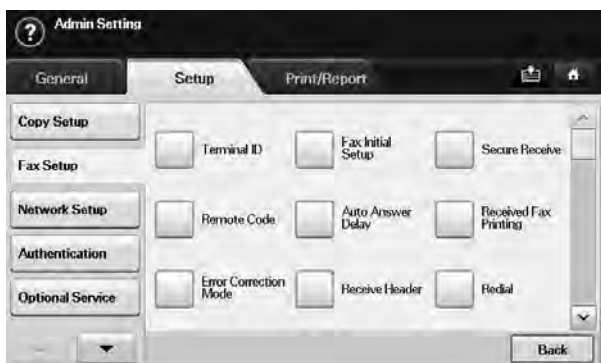 Admin Setting
General
Setup
Print/Report
Copy Setup
Fax Setup
Network Setup
Authentication
Optional Service
Terminal ID
Fax Initial
Setup
Secure Receive
Remote Code
Auto Answer
Delay
Received Fax
Printing
Error Correction
Mode
Receive Header
Redial
Back